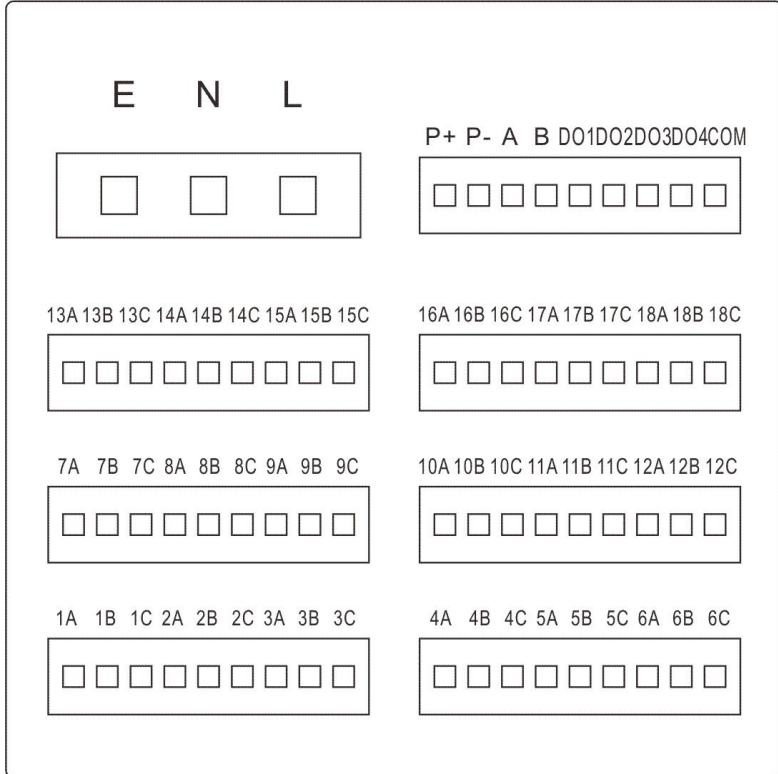 E N L
P+ P- A B DO1DO2DO3DO4COM
13A 13B 13C 14A 14B 14C 15A 15B 15C
16A 16B 16C 17A 17B 17C 18A 18B 18C
7A 7B 7C 8A 8B 8C 9A 9B 9C
10A 10B 10C 11A 11B 11C 12A 12B 12C
1A 1B 1C 2A 2B 2C 3A 3B 3C
4A 4B 4C 5A 5B 5C 6A 6B 6C